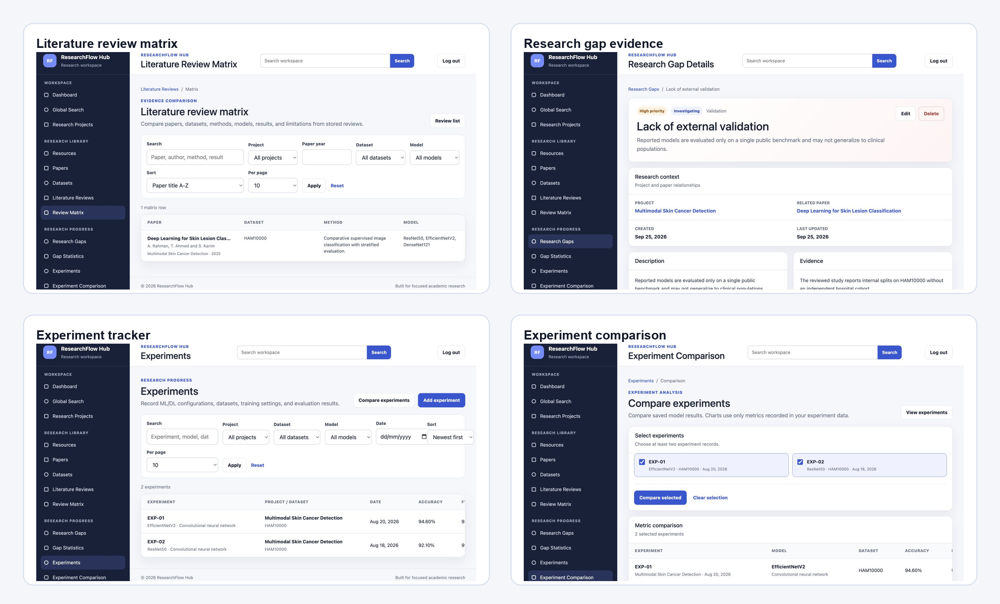 Literature review matrix
RF
ResearchFlow Hub
Research workspace
WORKSPACE
Dashboard
Global Search
Research Projects
RESEARCH LIBRARY
Resources
Papers
Datasets
Literature Reviews
Review Matrix
RESEARCH PROGRESS
Research Gaps
Gap Statistics
Experiments
Experiment Comparison
RESEARCHFLOW HUB
Literature Review Matrix
Search workspace
Search
Log out
Literature Reviews / Matrix
EVIDENCE COMPARISON
Literature review matrix
Compare papers, datasets, methods, models, results, and limitations from stored reviews.
Review list
Search Project Paper year Dataset Model
Paper, author, method, result All projects All datasets All models
Sort Per page
Paper title A-Z 10 Apply Reset
1 matrix row
PAPER DATASET METHOD MODEL
Deep Learning for Skin Lesion Clas...
A. Rahman, T. Ahmed and S. Karim
Multimodal Skin Cancer Detection · 2025
HAM10000
Comparative supervised image
classification with stratified
evaluation.
ResNet50, EfficientNetV2,
DenseNet121
© 2026 ResearchFlow Hub
Built for focused academic research
Research gap evidence
RF
ResearchFlow Hub
Research workspace
WORKSPACE
Dashboard
Global Search
Research Projects
RESEARCH LIBRARY
Resources
Papers
Datasets
Literature Reviews
Review Matrix
RESEARCH PROGRESS
Research Gaps
Gap Statistics
Experiments
Experiment Comparison
RESEARCHFLOW HUB
Research Gap Details
Search workspace
Search
Log out
Research Gaps / Lack of external validation
High priority Investigating Validation
Edit Delete
Lack of external validation
Reported models are evaluated only on a single public benchmark and may not generalize to clinical
populations.
Research context
Project and paper relationships
PROJECT
Multimodal Skin Cancer Detection
RELATED PAPER
Deep Learning for Skin Lesion Classification
CREATED
Sep 25, 2026
LAST UPDATED
Sep 25, 2026
Description
Reported models are evaluated only on a single public
benchmark and may not generalize to clinical populations
Evidence
The reviewed study reports internal splits on HAM10000 without
an independent hospital cohort
Experiment tracker
RF
ResearchFlow Hub
Research workspace
WORKSPACE
Dashboard
Global Search
Research Projects
RESEARCH LIBRARY
Resources
Papers
Datasets
Literature Reviews
Review Matrix
RESEARCH PROGRESS
Research Gaps
Gap Statistics
Experiments
Experiment Comparison
RESEARCHFLOW HUB
Experiments
Search workspace
Search
Log out
RESEARCH PROGRESS
Experiments
Record ML/DL configurations, datasets, training settings, and evaluation results.
Compare experiments Add experiment
Search Project Dataset Model Date Sort
Experiment, model, dat All projects All datasets All models dd/mm/yyyy Newest first
Per page
10 Apply Reset
2 experiments
EXPERIMENT PROJECT / DATASET DATE ACCURACY
EXP-01
EfficientNetV2 · Convolutional neural network
Multimodal Skin Cancer Detection
HAM10000
Aug 20, 2026
94.60%
EXP-02
ResNet50 · Convolutional neural network
Multimodal Skin Cancer Detection
HAM10000
Aug 18, 2026
92.10%
© 2026 ResearchFlow Hub
Built for focused academic research
Experiment comparison
RF
ResearchFlow Hub
Research workspace
WORKSPACE
Dashboard
Global Search
Research Projects
RESEARCH LIBRARY
Resources
Papers
Datasets
Literature Reviews
Review Matrix
RESEARCH PROGRESS
Research Gaps
Gap Statistics
Experiments
Experiment Comparison
RESEARCHFLOW HUB
Experiment Comparison
Search workspace
Search
Log out
Experiments / Comparison
EXPERIMENT ANALYSIS
Compare experiments
Compare saved model results. Charts use only metrics recorded in your experiment data.
View experiments
Select experiments
Choose at least two experiment records.
EXP-01
EfficientNetV2 · HAM10000 · Aug 20, 2026
EXP-02
ResNet50 · HAM10000 · Aug 18, 2026
Compare selected Clear selection
Metric comparison
2 selected experiments
EXPERIMENT MODEL DATASET ACCURACY
EXP-01
Multimodal Skin Cancer Detection · Aug 20, 2026
EfficientNetV2
Convolutional neural network
HAM10000
94.60%